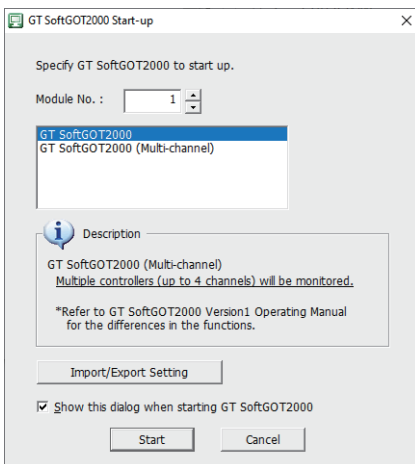 GT SoftGOT2000 Start-up
Specify GT SoftGOT2000 to start up.
Module No. : 1
GT SoftGOT2000
GT SoftGOT2000 (Multi-channel)
Description
GT SoftGOT2000 (Multi-channel)
Multiple controllers (up to 4 channels) will be monitored.
*Refer to GT SoftGOT2000 Version1 Operating Manual
for the differences in the functions.
Import/Export Setting
Show this dialog when starting GT SoftGOT2000
Start Cancel